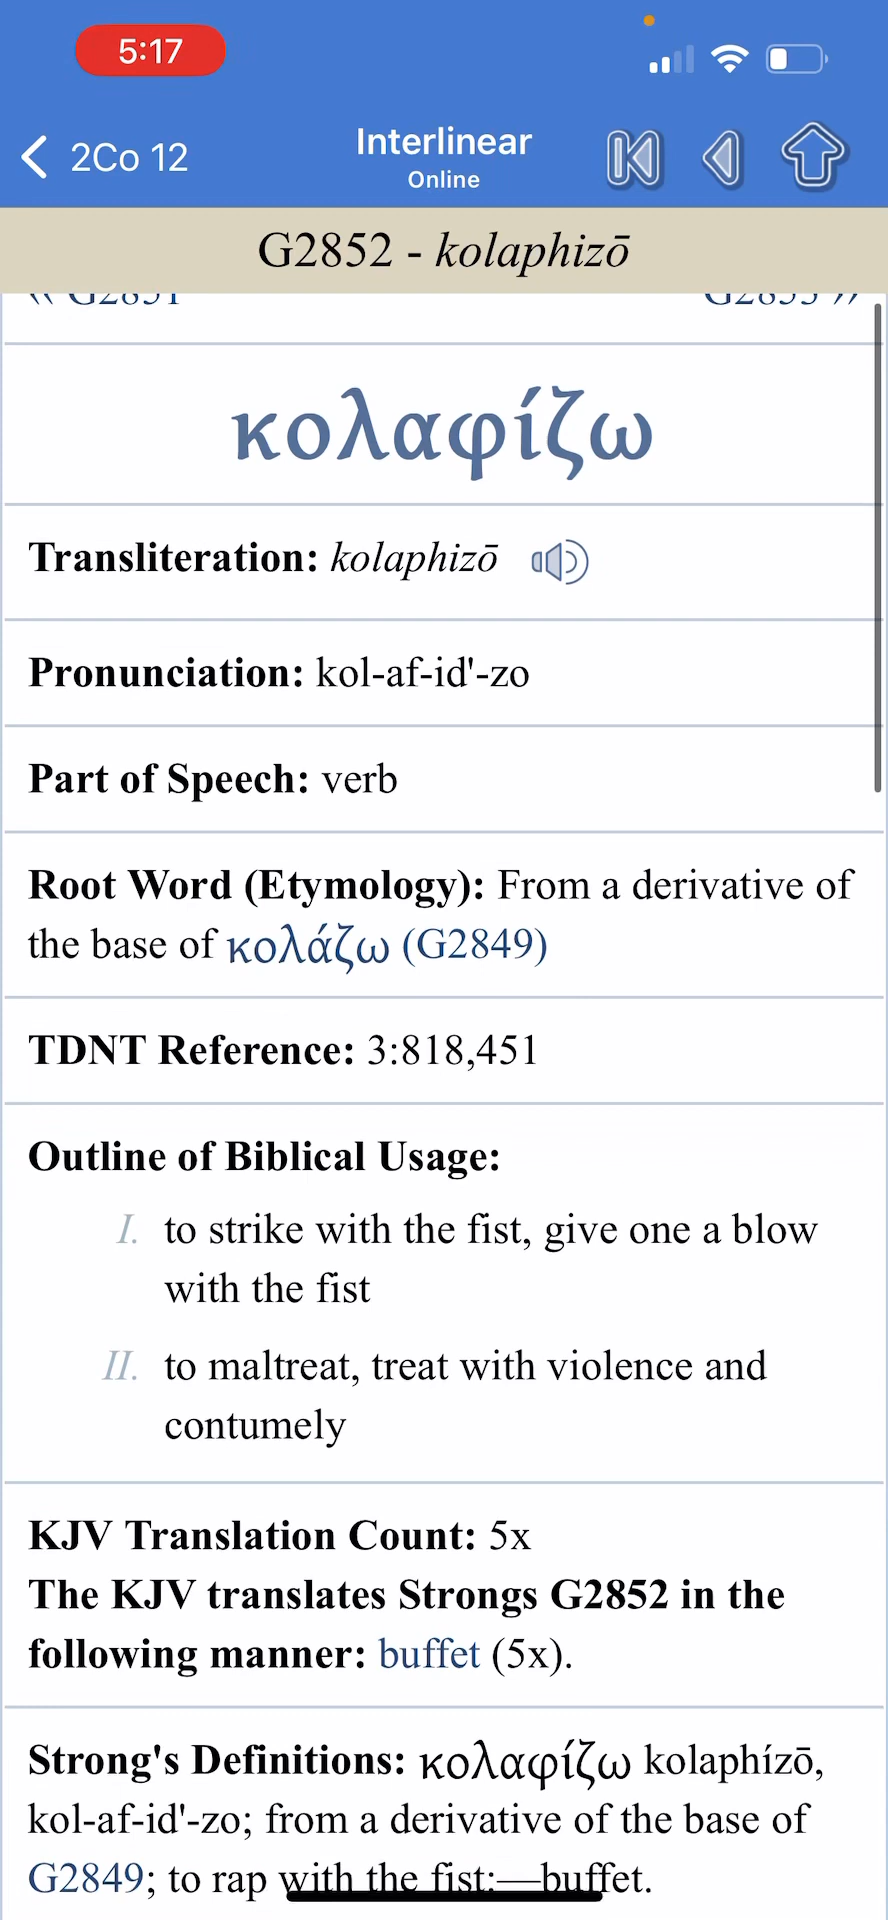 5:17
2Co 12
Interlinear
Online
G2852 - kolaphizō
« G2851
G2853 »
κολαφίζω
Transliteration: kolaphizō
Pronunciation: kol-af-id'-zo
Part of Speech: verb
Root Word (Etymology): From a derivative of
the base of κολάζω (G2849)
TDNT Reference: 3:818,451
Outline of Biblical Usage:
I. to strike with the fist, give one a blow
with the fist
II. to maltreat, treat with violence and
contumely
KJV Translation Count: 5x
The KJV translates Strongs G2852 in the
following manner: buffet (5x).
Strong's Definitions: κολαφίζω kolaphízō,
kol-af-id'-zo; from a derivative of the base of
G2849; to rap with the fist:—buffet.